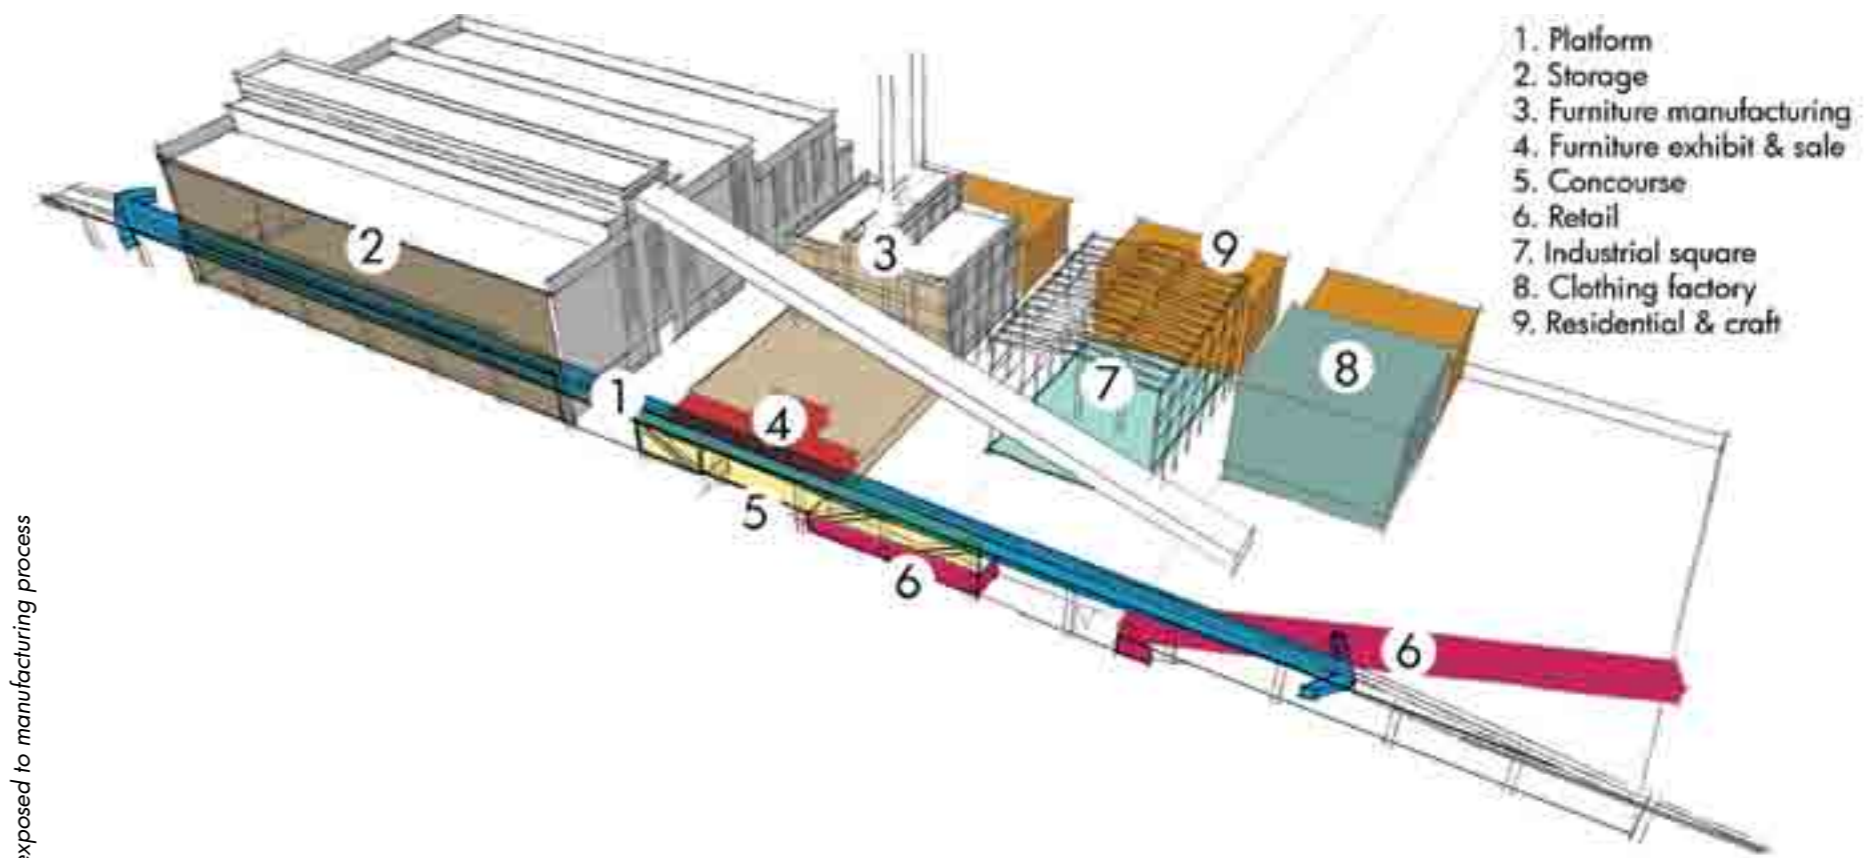 1. Platform
2. Storage
3. Furniture manufacturing
4. Furniture exhibit & sale
5. Concourse
6. Retail
7. Industrial square
8. Clothing factory
9. Residential & craft
2
3
9
8
7
1
4
5
6
6
exposed to manufacturing process